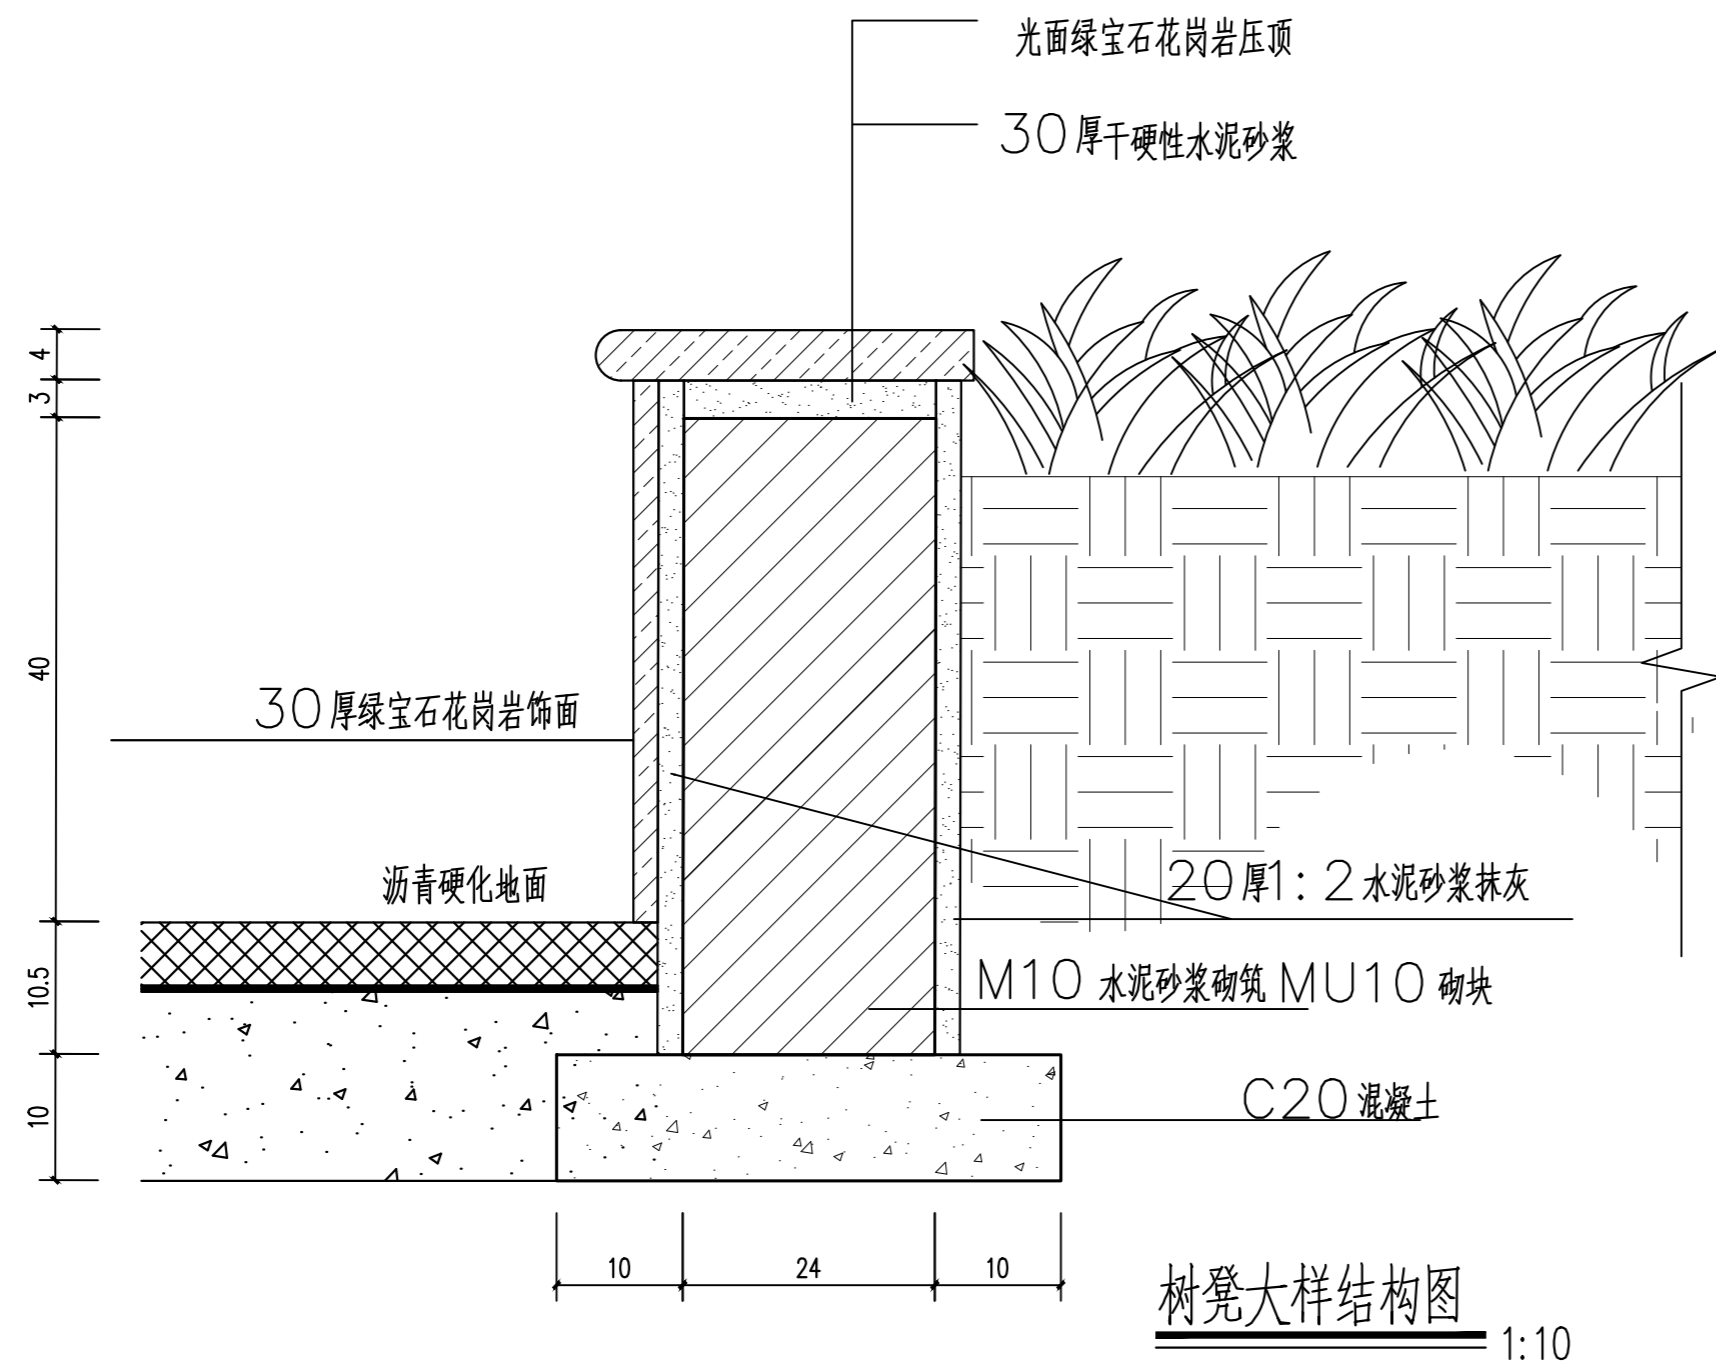 光面绿宝石花岗岩压顶
30厚干硬性水泥砂浆
4
3
40
10.5
10
30厚绿宝石花岗岩饰面
沥青硬化地面
20厚1：2水泥砂浆抹灰
M10 水泥砂浆砌筑 MU10 砌块
C20混凝土
10 24 10
树凳大样结构图
1:10